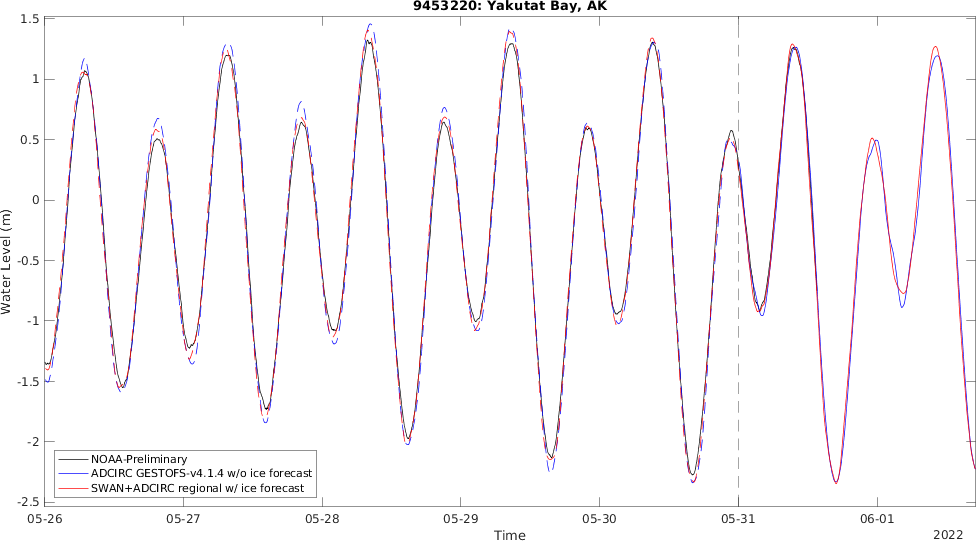 9453220: Yakutat Bay, AK
1.5
1
0.5
0
-0.5
-1
-1.5
-2
-2.5
Water Level (m)
NOAA-Preliminary
ADCIRC GESTOFS-v4.1.4 w/o ice forecast
SWAN+ADCIRC regional w/ ice forecast
05-26 05-27 05-28 05-29 05-30 05-31 06-01
Time
2022